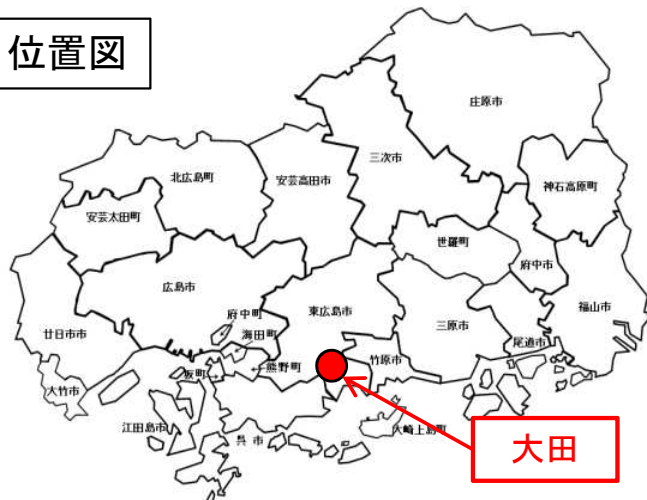 位置図
庄原市
三次市
北広島町
安芸高田市
神石高原町
安芸太田町
世羅町
府中市
広島市
東広島市
福山市
府中町
三原市
廿日市市
海田町
尾道市
竹原市
坂町
熊野町
大竹市
江田島市
大崎上島町
呉市
大田